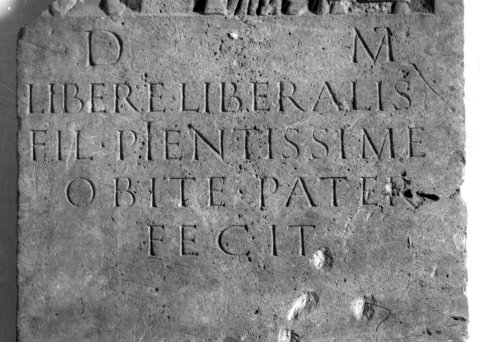 D M
LIBERE·LIBERALIS
FIL·PIENTISSIME
OBITE PATER
FECIT